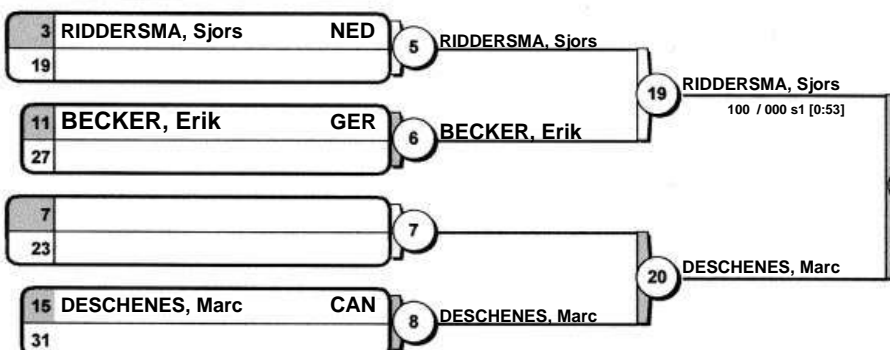 3 RIDDERSMA, Sjors NED
19
5
RIDDERSMA, Sjors
11 BECKER, Erik GER
27
6
BECKER, Erik
19
RIDDERSMA, Sjors
100 / 000 s1 [0:53]
7
23
7
15 DESCHENES, Marc CAN
31
8
DESCHENES, Marc
20
DESCHENES, Marc